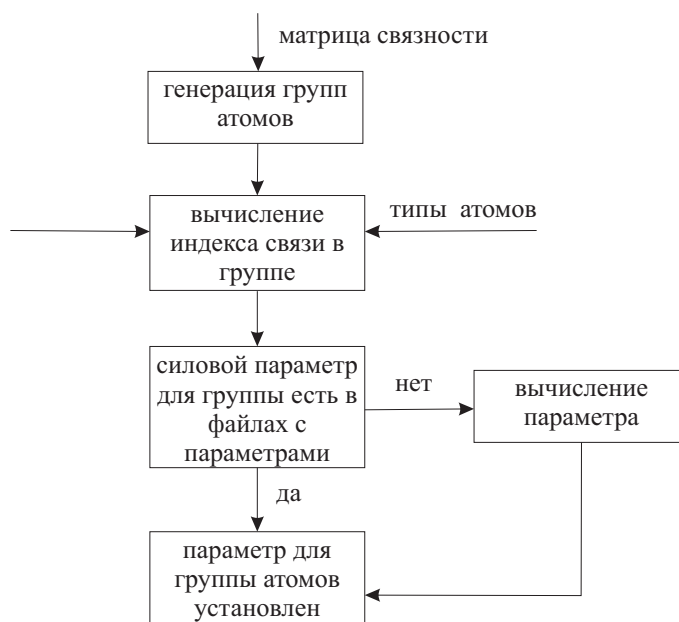 матрица связности
генерация групп
атомов
вычисление
индекса связи в
группе
типы атомов
силовой параметр
для группы есть в
файлах с
параметрами
нет
вычисление
параметра
да
параметр для
группы атомов
установлен